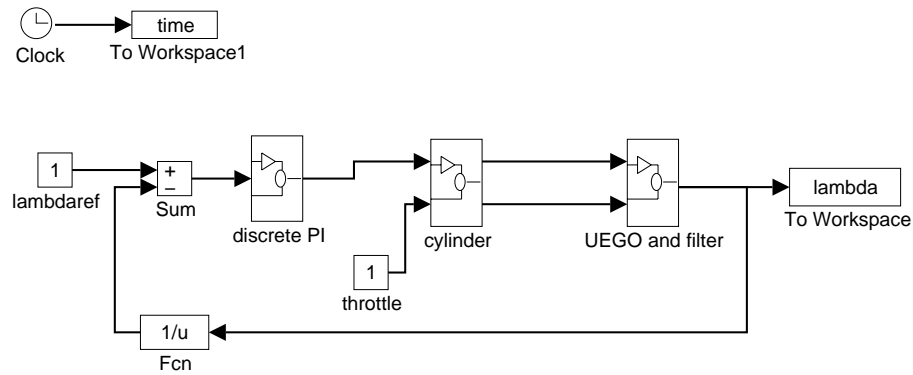 time
Clock
To Workspace1
1
+
−
lambdaref
Sum
discrete PI
cylinder
UEGO and filter
lambda
To Workspace
1
throttle
1/u
Fcn